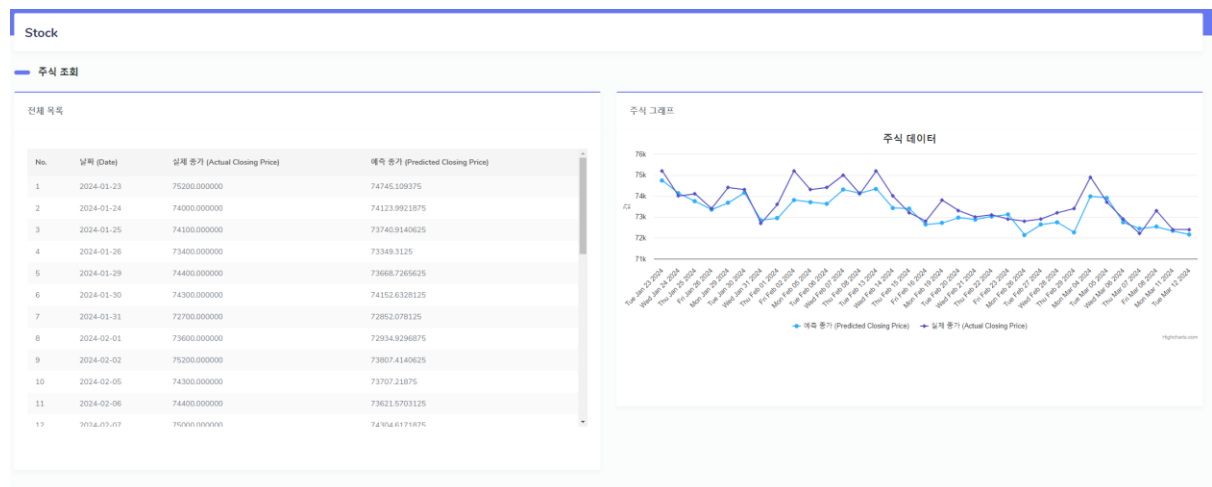 Stock
주식 조회
전체 목록
No. 날짜 (Date) 실제 종가 (Actual Closing Price) 예측 종가 (Predicted Closing Price)
1 2024-01-23 75200.000000 74745.109375
2 2024-01-24 74000.000000 74123.9921875
3 2024-01-25 74100.000000 73740.9140625
4 2024-01-26 73400.000000 73349.3125
5 2024-01-29 74400.000000 73668.7265625
6 2024-01-30 74300.000000 74152.6328125
7 2024-01-31 72700.000000 72852.078125
8 2024-02-01 73600.000000 72934.9296875
9 2024-02-02 75200.000000 73807.4140625
10 2024-02-05 74300.000000 73707.21875
11 2024-02-06 74400.000000 73621.5703125
12 2024-02-07 75000.000000 74304.6171875
주식 그래프
주식 데이터
76k
75k
74k
73k
72k
71k
값
Tue Jan 23 2024
Wed Jan 24 2024
Thu Jan 25 2024
Fri Jan 26 2024
Mon Jan 29 2024
Tue Jan 30 2024
Wed Jan 31 2024
Thu Feb 01 2024
Fri Feb 02 2024
Mon Feb 05 2024
Tue Feb 06 2024
Wed Feb 07 2024
Thu Feb 08 2024
Tue Feb 13 2024
Wed Feb 14 2024
Thu Feb 15 2024
Fri Feb 16 2024
Mon Feb 19 2024
Tue Feb 20 2024
Wed Feb 21 2024
Thu Feb 22 2024
Fri Feb 23 2024
Mon Feb 26 2024
Tue Feb 27 2024
Wed Feb 28 2024
Thu Feb 29 2024
Mon Mar 04 2024
Tue Mar 05 2024
Wed Mar 06 2024
Thu Mar 07 2024
Fri Mar 08 2024
Mon Mar 11 2024
Tue Mar 12 2024
예측 종가 (Predicted Closing Price) 실제 종가 (Actual Closing Price)
Highcharts.com